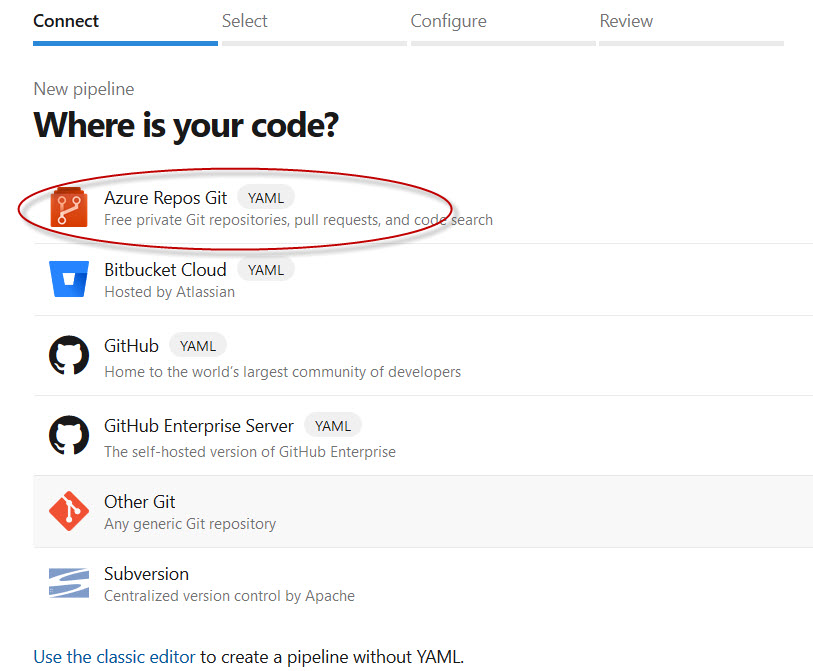 Connect Select Configure Review
New pipeline
Where is your code?
Azure Repos Git YAML
Free private Git repositories, pull requests, and code search
Bitbucket Cloud YAML
Hosted by Atlassian
GitHub YAML
Home to the world’s largest community of developers
GitHub Enterprise Server YAML
The self-hosted version of GitHub Enterprise
Other Git
Any generic Git repository
Subversion
Centralized version control by Apache
Use the classic editor to create a pipeline without YAML.